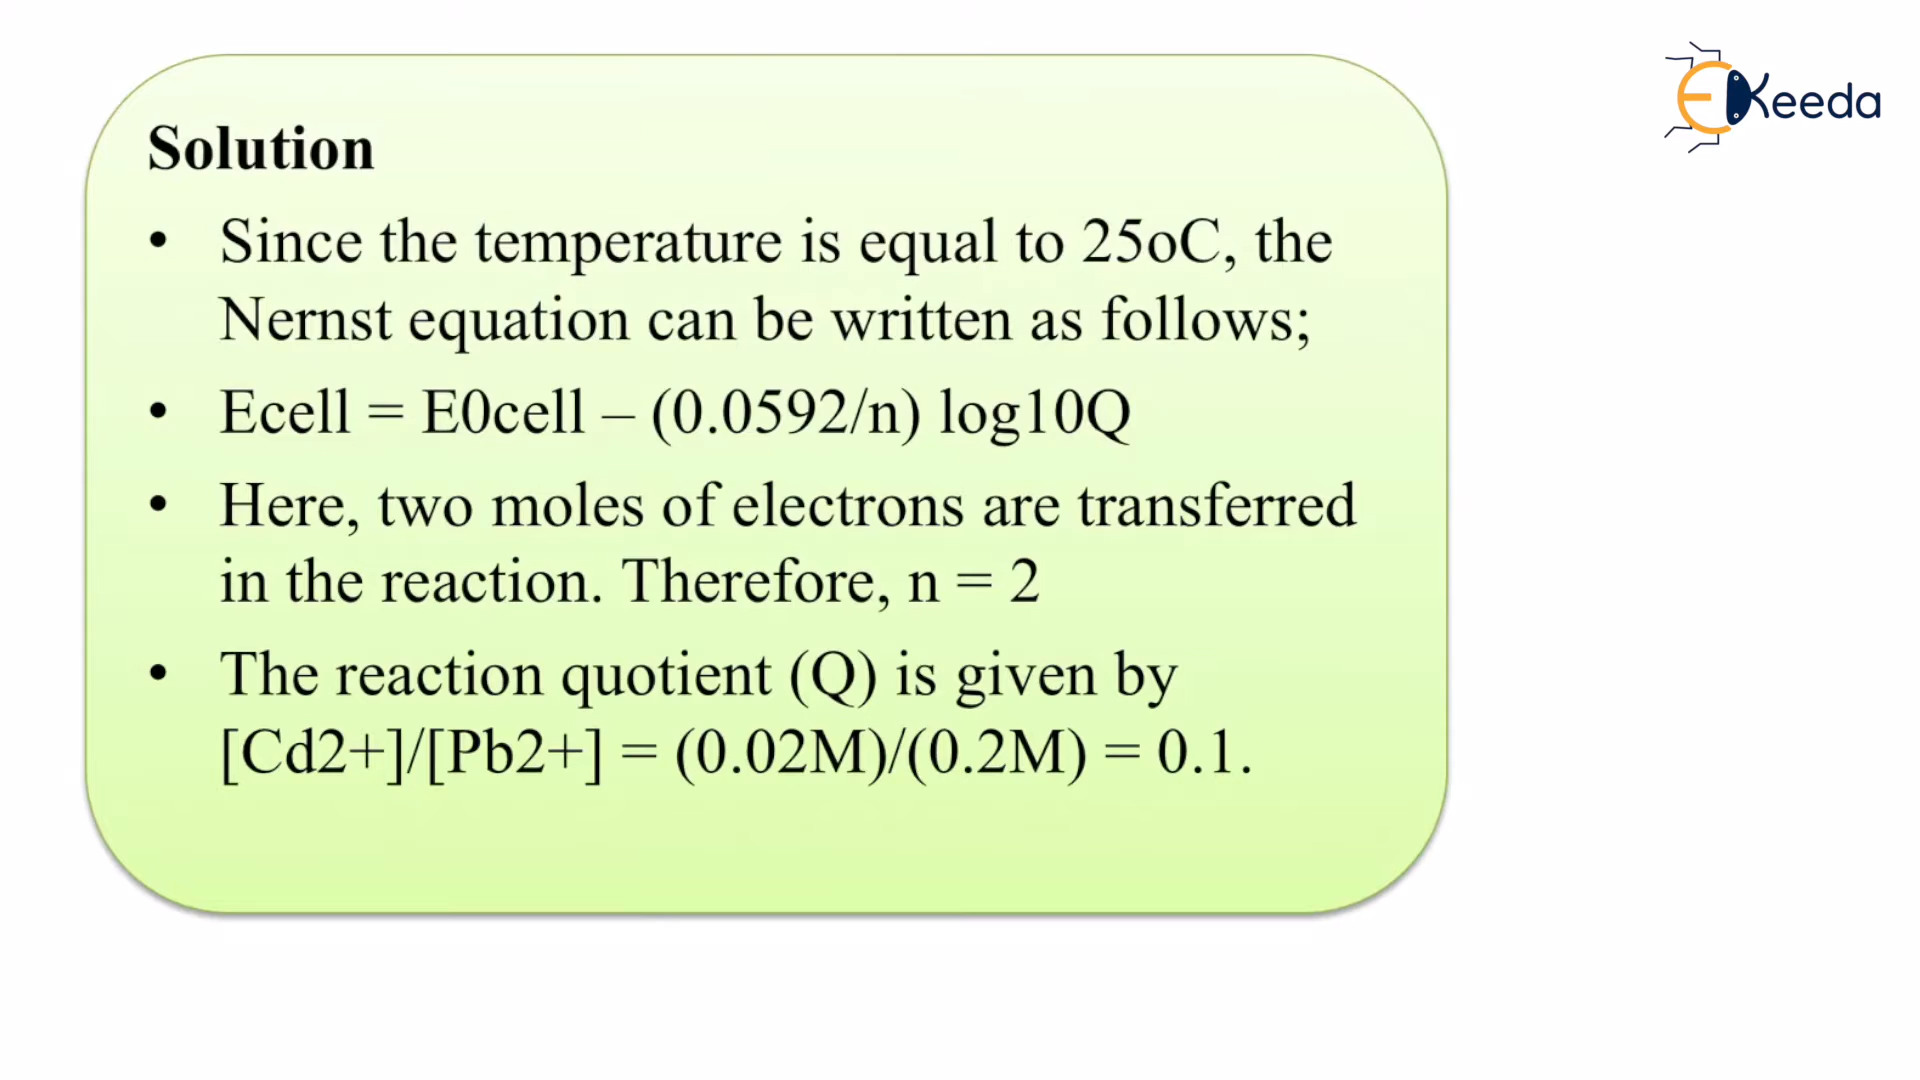 Keeda
Solution
• Since the temperature is equal to 25oC, the
Nernst equation can be written as follows;
• Ecell = E0cell – (0.0592/n) log10Q
• Here, two moles of electrons are transferred
in the reaction. Therefore, n = 2
• The reaction quotient (Q) is given by
[Cd2+]/[Pb2+] = (0.02M)/(0.2M) = 0.1.